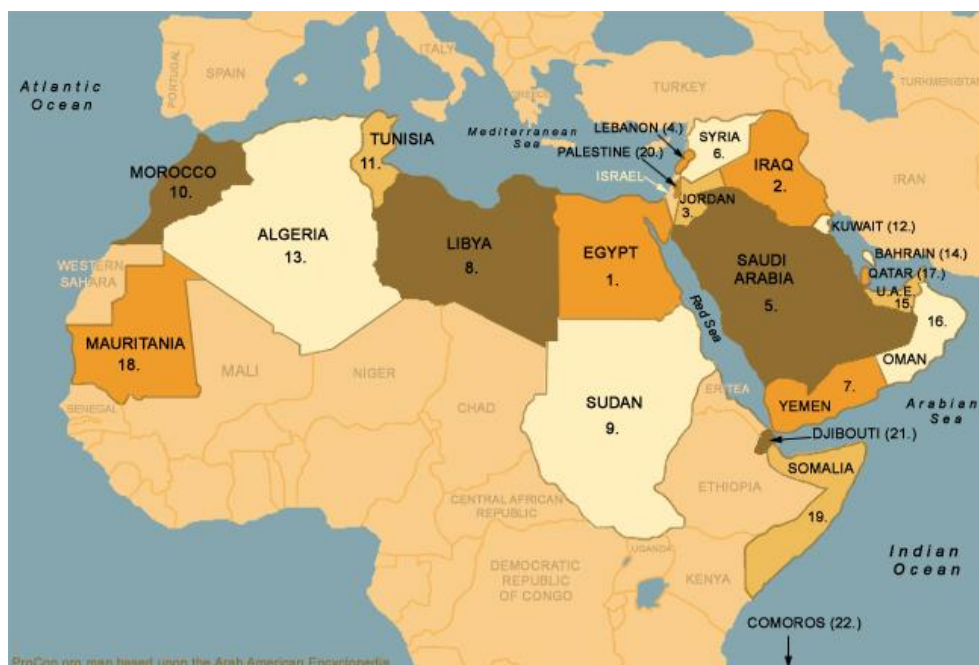 Atlantic
Ocean
PORTUGAL
SPAIN
ITALY
GREECE
TURKEY
TURKMENISTAN
Mediterranean
Sea
LEBANON (4.)
PALESTINE (20.)
ISRAEL
SYRIA
6.
IRAQ
2.
IRAN
JORDAN
3.
KUWAIT (12.)
BAHRAIN (14.)
QATAR (17.)
U.A.E.
15.
16.
OMAN
SAUDI
ARABIA
5.
TUNISIA
11.
MOROCCO
10.
ALGERIA
13.
LIBYA
8.
EGYPT
1.
Red Sea
WESTERN
SAHARA
MAURITANIA
18.
MALI
NIGER
CHAD
SUDAN
9.
ERITEA
YEMEN
7.
Arabian
Sea
SENEGAL
DJIBOUTI (21.)
SOMALIA
19.
ETHIOPIA
CENTRAL AFRICAN
REPUBLIC
UGANDA
KENYA
DEMOCRATIC
REPUBLIC
OF CONGO
Indian
Ocean
COMOROS (22.)
ProCon.org map based upon the Arab American Encyclopedia